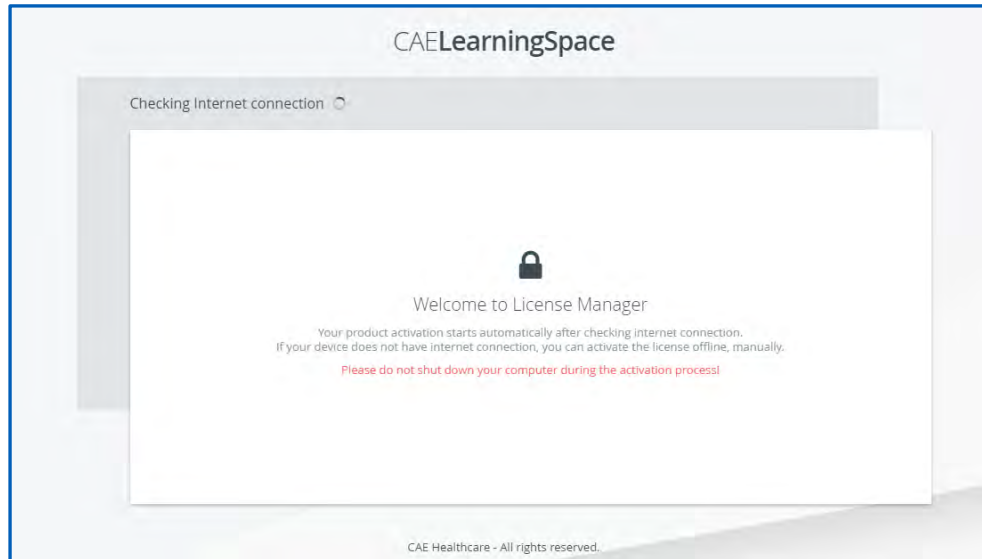 CAELearningSpace
Checking Internet connection
Welcome to License Manager
Your product activation starts automatically after checking internet connection.
If your device does not have internet connection, you can activate the license offline, manually.
Please do not shut down your computer during the activation process!
CAE Healthcare - All rights reserved.